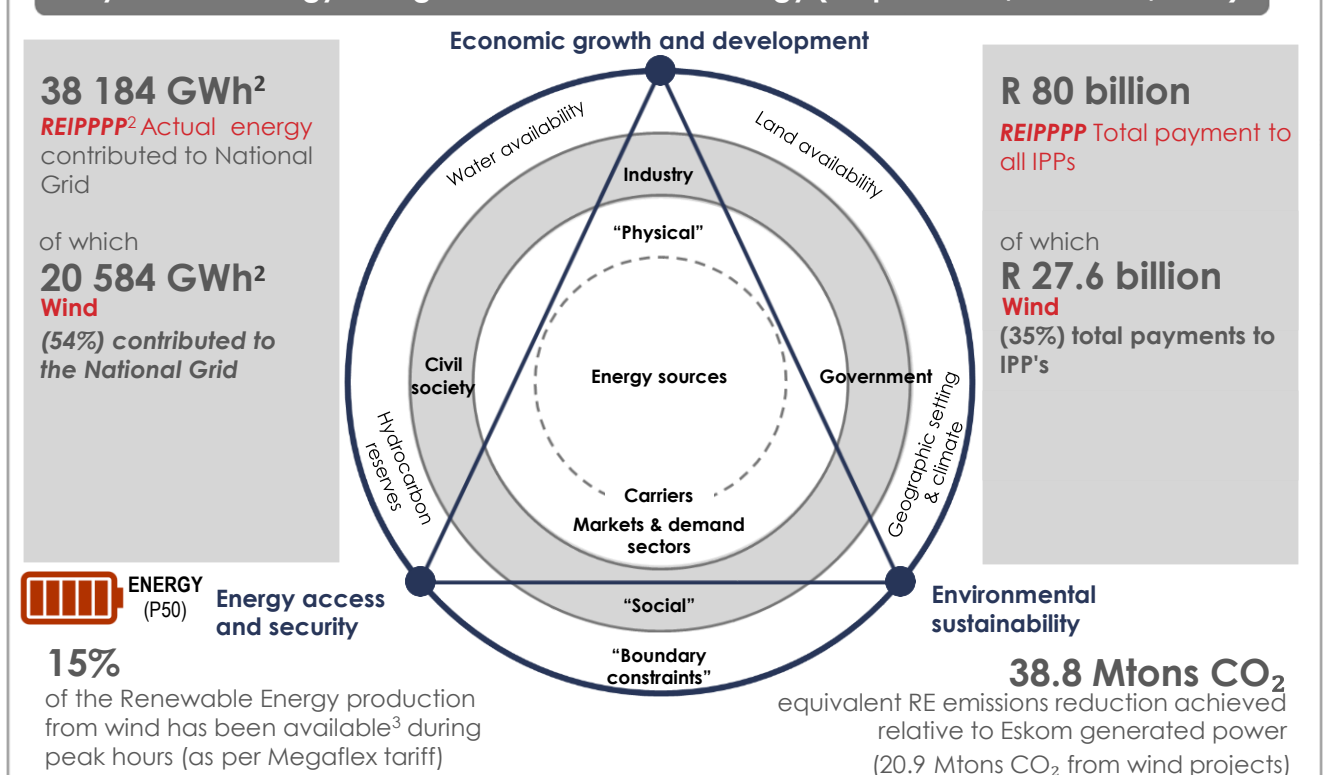 Economic growth and development
38 184 GWh²
REIPPPP² Actual energy
contributed to National
Grid
of which
20 584 GWh²
Wind
(54%) contributed to
the National Grid
Water availability
Land availability
Industry
“Physical”
Civil
society
Energy sources
Government
Hydrocarbon
reserves
Geographic setting
& climate
Carriers
Markets & demand
sectors
“Social”
“Boundary
constraints”
R 80 billion
REIPPPP Total payment to
all IPPs
of which
R 27.6 billion
Wind
(35%) total payments to
IPP's
ENERGY
(P50)
Energy access
and security
15%
of the Renewable Energy production
from wind has been available³ during
peak hours (as per Megaflex tariff)
Environmental
sustainability
38.8 Mtons CO₂
equivalent RE emissions reduction achieved
relative to Eskom generated power
(20.9 Mtons CO₂ from wind projects)